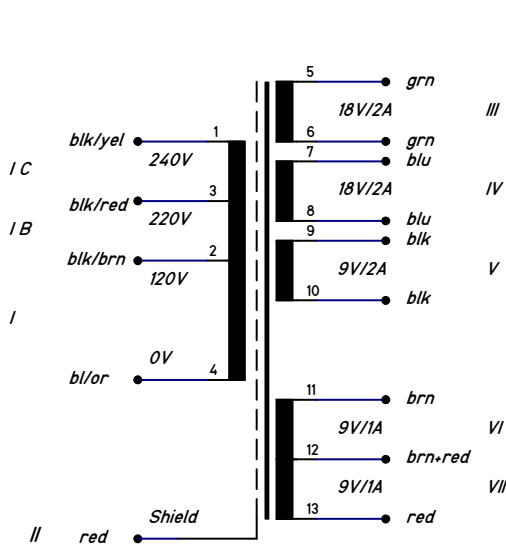 5
grn
18V/2A
III
6
grn
7
blu
18V/2A
IV
8
blu
9
blk
9V/2A
V
10
blk
11
brn
9V/1A
VI
12
brn+red
9V/1A
VII
13
red
blk/yel
1
240V
I C
blk/red
3
220V
I B
blk/brn
2
120V
I
0V
bl/or
4
Shield
II
red